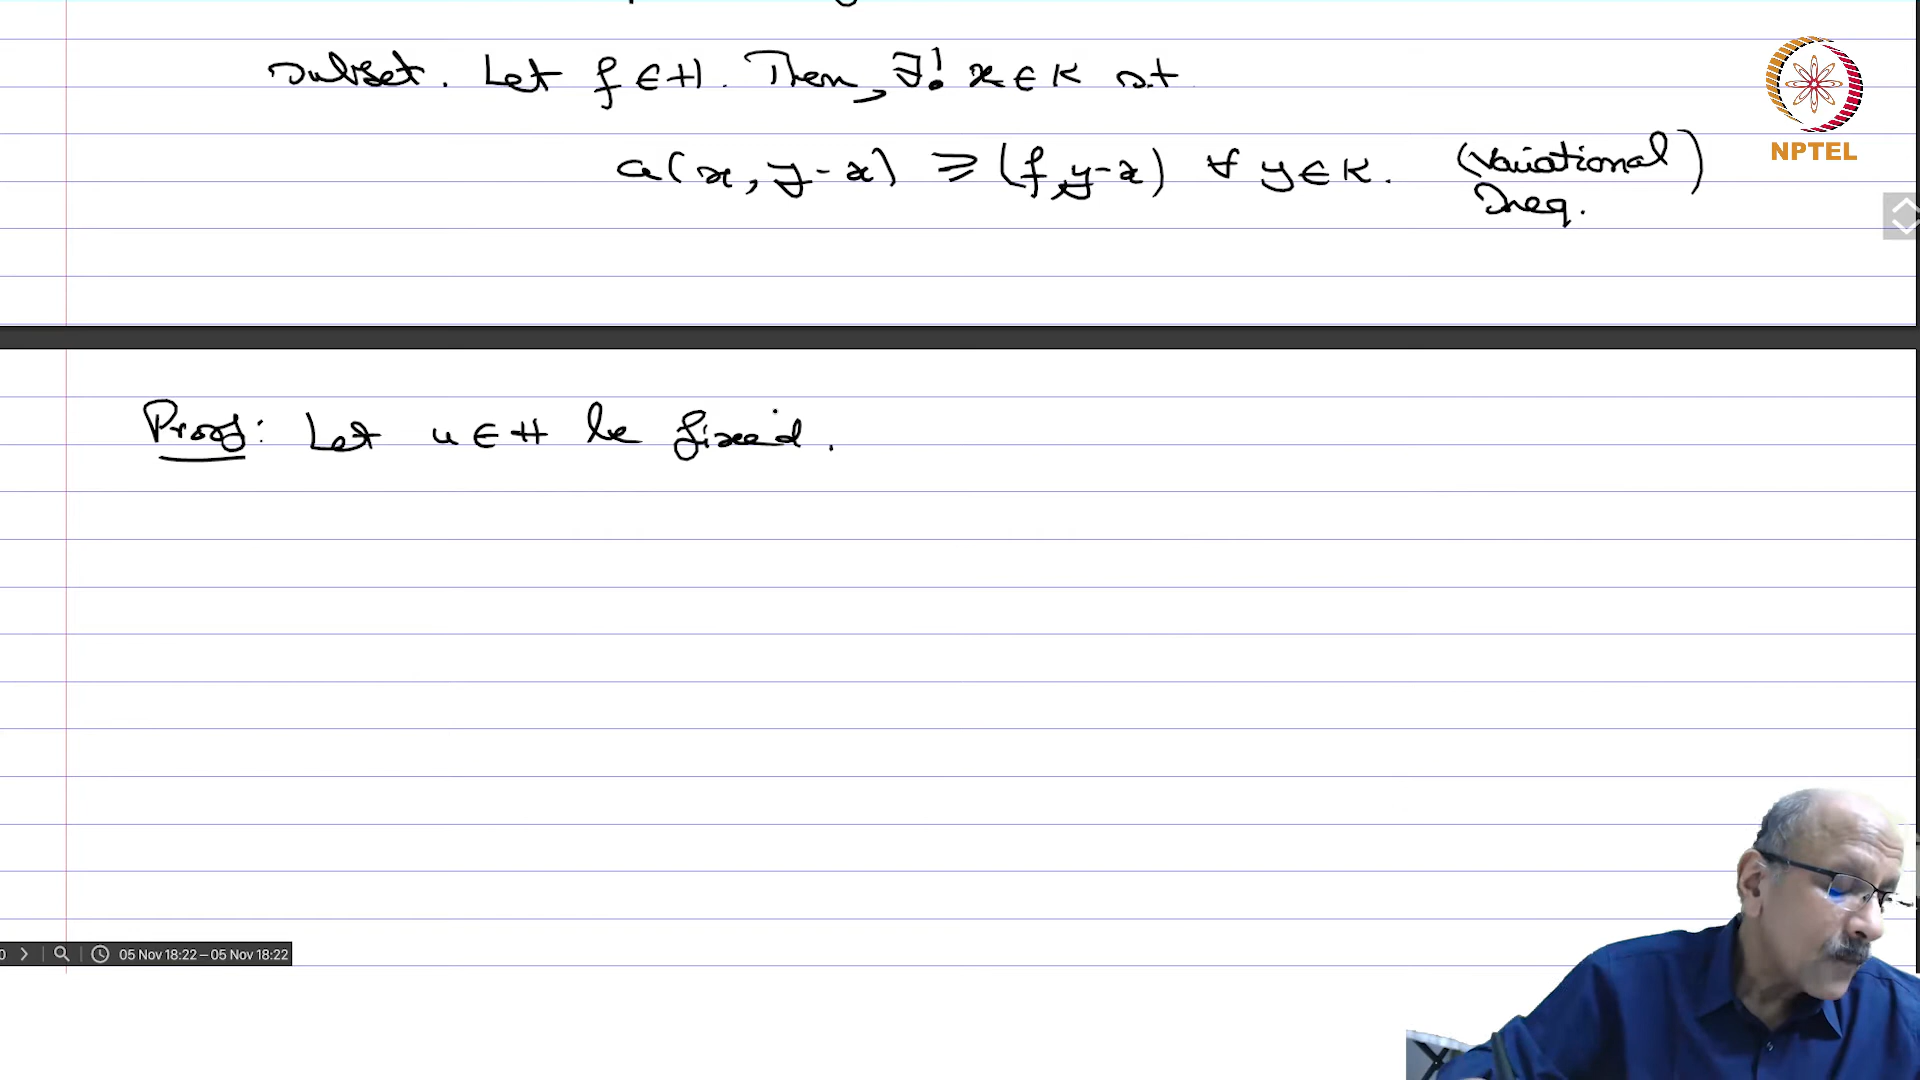 subset. Let f ∈ H. Then, ∃! x ∈ K s.t.
NPTEL
a(x, y-x) ≥ (f, y-x) ∀ y ∈ K. (Variational
Ineq.)
Proof: Let u ∈ H be fixed.
05 Nov 18:22 – 05 Nov 18:22